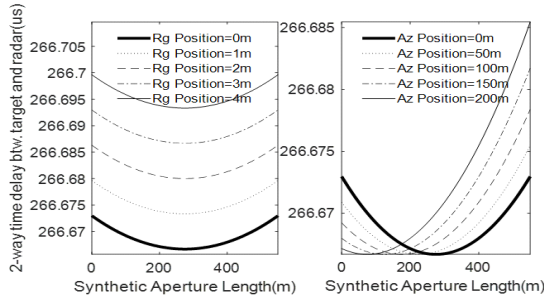 2-way time delay btw. target and radar(us)
266.705
266.7
266.695
266.69
266.685
266.68
266.675
266.67
Rg Position=0m
Rg Position=1m
Rg Position=2m
Rg Position=3m
Rg Position=4m
0
200
400
Synthetic Aperture Length(m)
266.685
266.68
266.675
266.67
Az Position=0m
Az Position=50m
Az Position=100m
Az Position=150m
Az Position=200m
0
200
400
Synthetic Aperture Length(m)